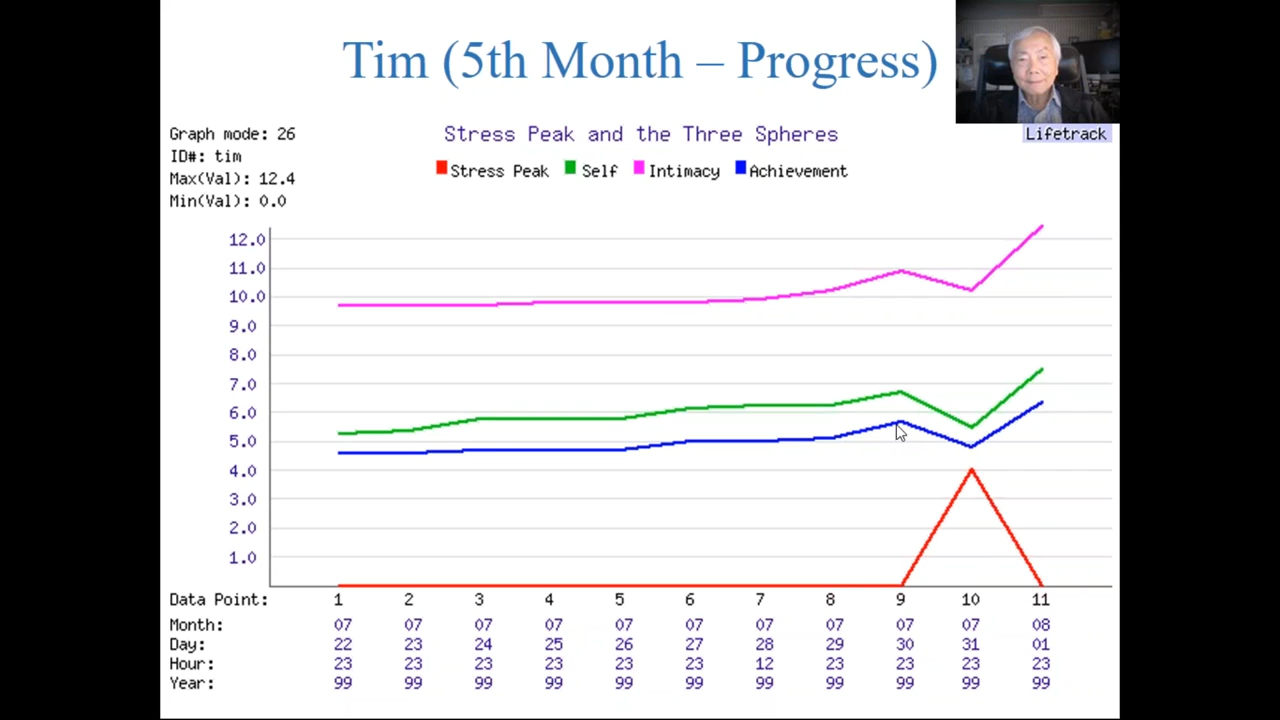 Tim (5th Month – Progress)
Graph mode: 26
Stress Peak and the Three Spheres
Lifetrack
ID#: tim
Stress Peak Self Intimacy Achievement
Max(Val): 12.4
Min(Val): 0.0
12.0
11.0
10.0
9.0
8.0
7.0
6.0
5.0
4.0
3.0
2.0
1.0
Data Point: 1 2 3 4 5 6 7 8 9 10 11
Month: 07 07 07 07 07 07 07 07 07 07 08
Day: 22 23 24 25 26 27 28 29 30 31 01
Hour: 23 23 23 23 23 23 12 23 23 23 23
Year: 99 99 99 99 99 99 99 99 99 99 99